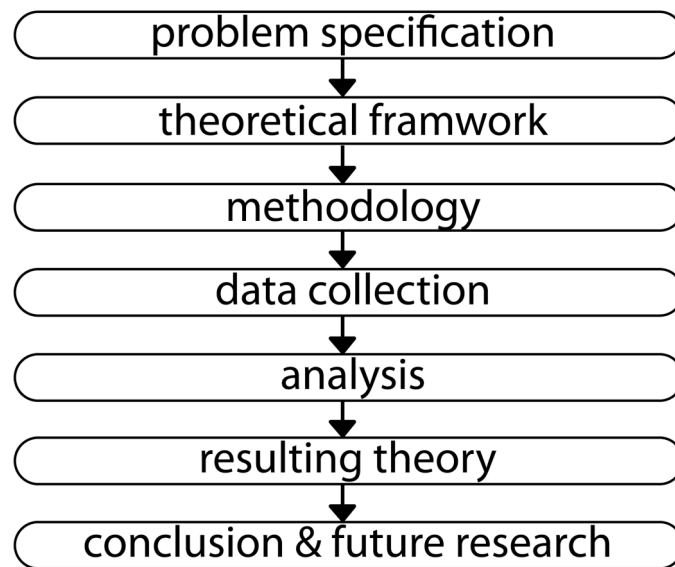 problem specification
theoretical framwork
methodology
data collection
analysis
resulting theory
conclusion & future research